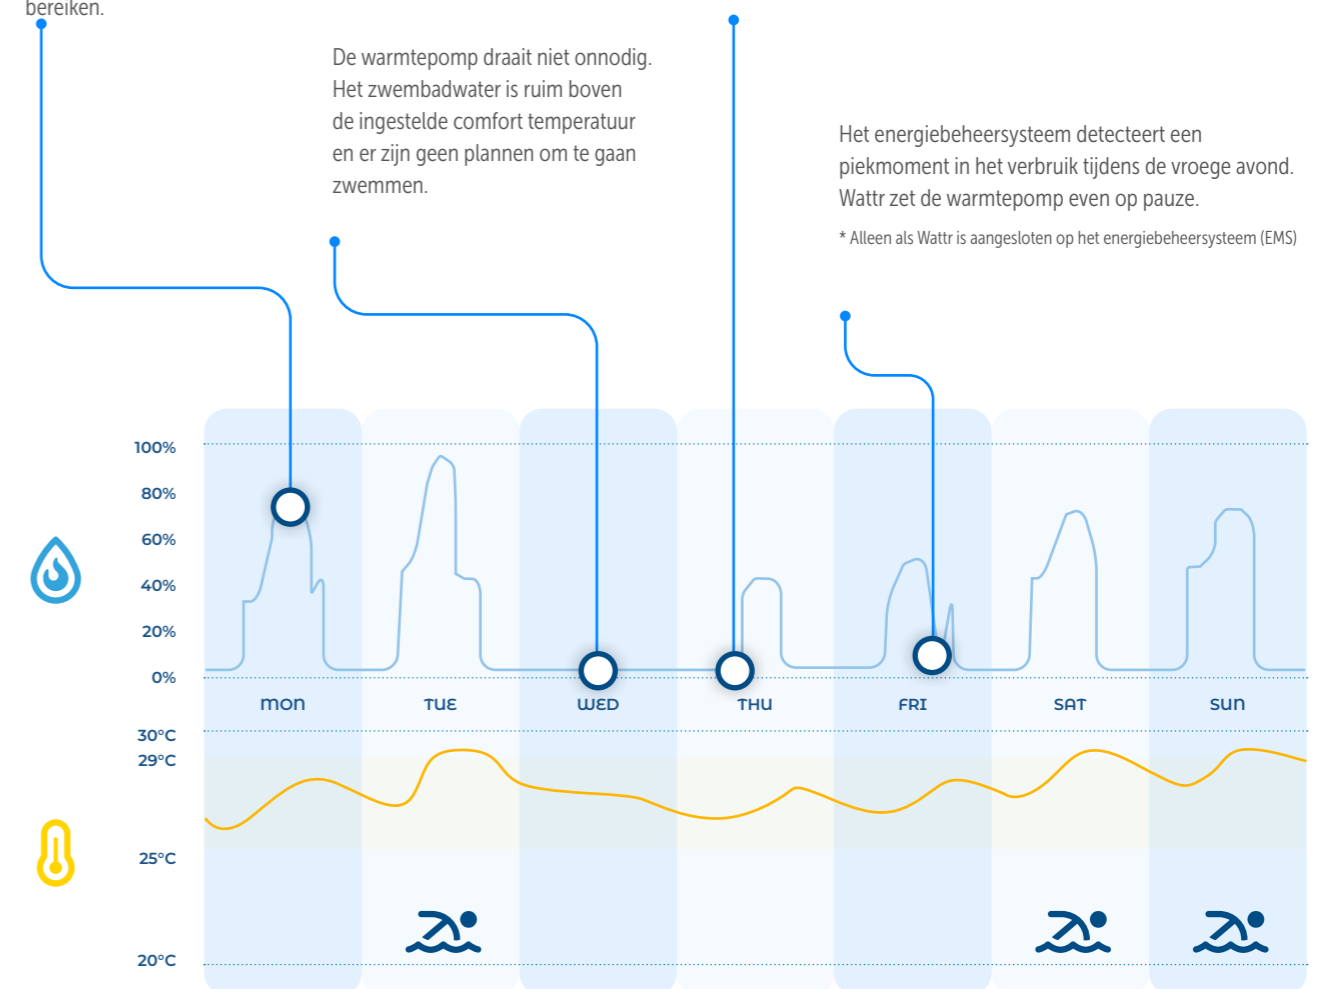 bereiken.
De warmtepomp draait niet onnodig.
Het zwembadwater is ruim boven
de ingestelde comfort temperatuur
en er zijn geen plannen om te gaan
zwemmen.
Het energiebeheersysteem detecteert een
piekmoment in het verbruik tijdens de vroege avond.
Wattr zet de warmtepomp even op pauze.
* Alleen als Wattr is aangesloten op het energiebeheersysteem (EMS)
100%
80%
60%
40%
20%
0%
MON TUE WED THU FRI SAT SUN
30°C
29°C
25°C
20°C